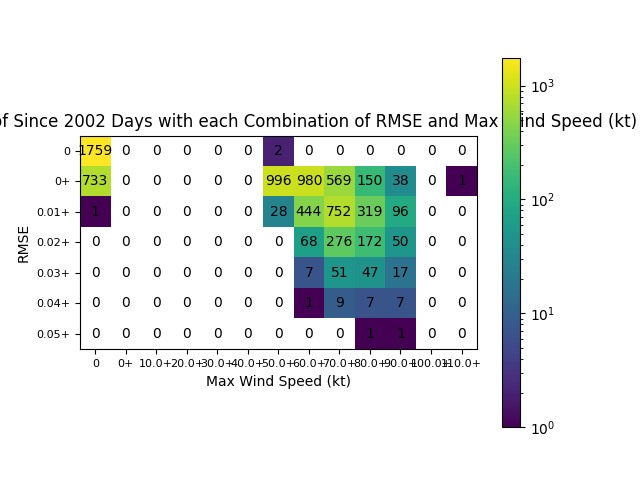 of Since 2002 Days with each Combination of RMSE and Max Wind Speed (kt)
0 1759 0 0 0 0 0 2 0 0 0 0 0 0
0+ 733 0 0 0 0 0 996 980 569 150 38 0 1
0.01+ 1 0 0 0 0 0 28 444 752 319 96 0 0
0.02+ 0 0 0 0 0 0 0 68 276 172 50 0 0
0.03+ 0 0 0 0 0 0 0 7 51 47 17 0 0
0.04+ 0 0 0 0 0 0 0 1 9 7 7 0 0
0.05+ 0 0 0 0 0 0 0 0 0 1 1 0 0
0 0+ 10.0+ 20.0+ 30.0+ 40.0+ 50.0+ 60.0+ 70.0+ 80.0+ 90.0+ 100.0+ 110.0+
Max Wind Speed (kt)
RMSE
10³
10²
10¹
10⁰